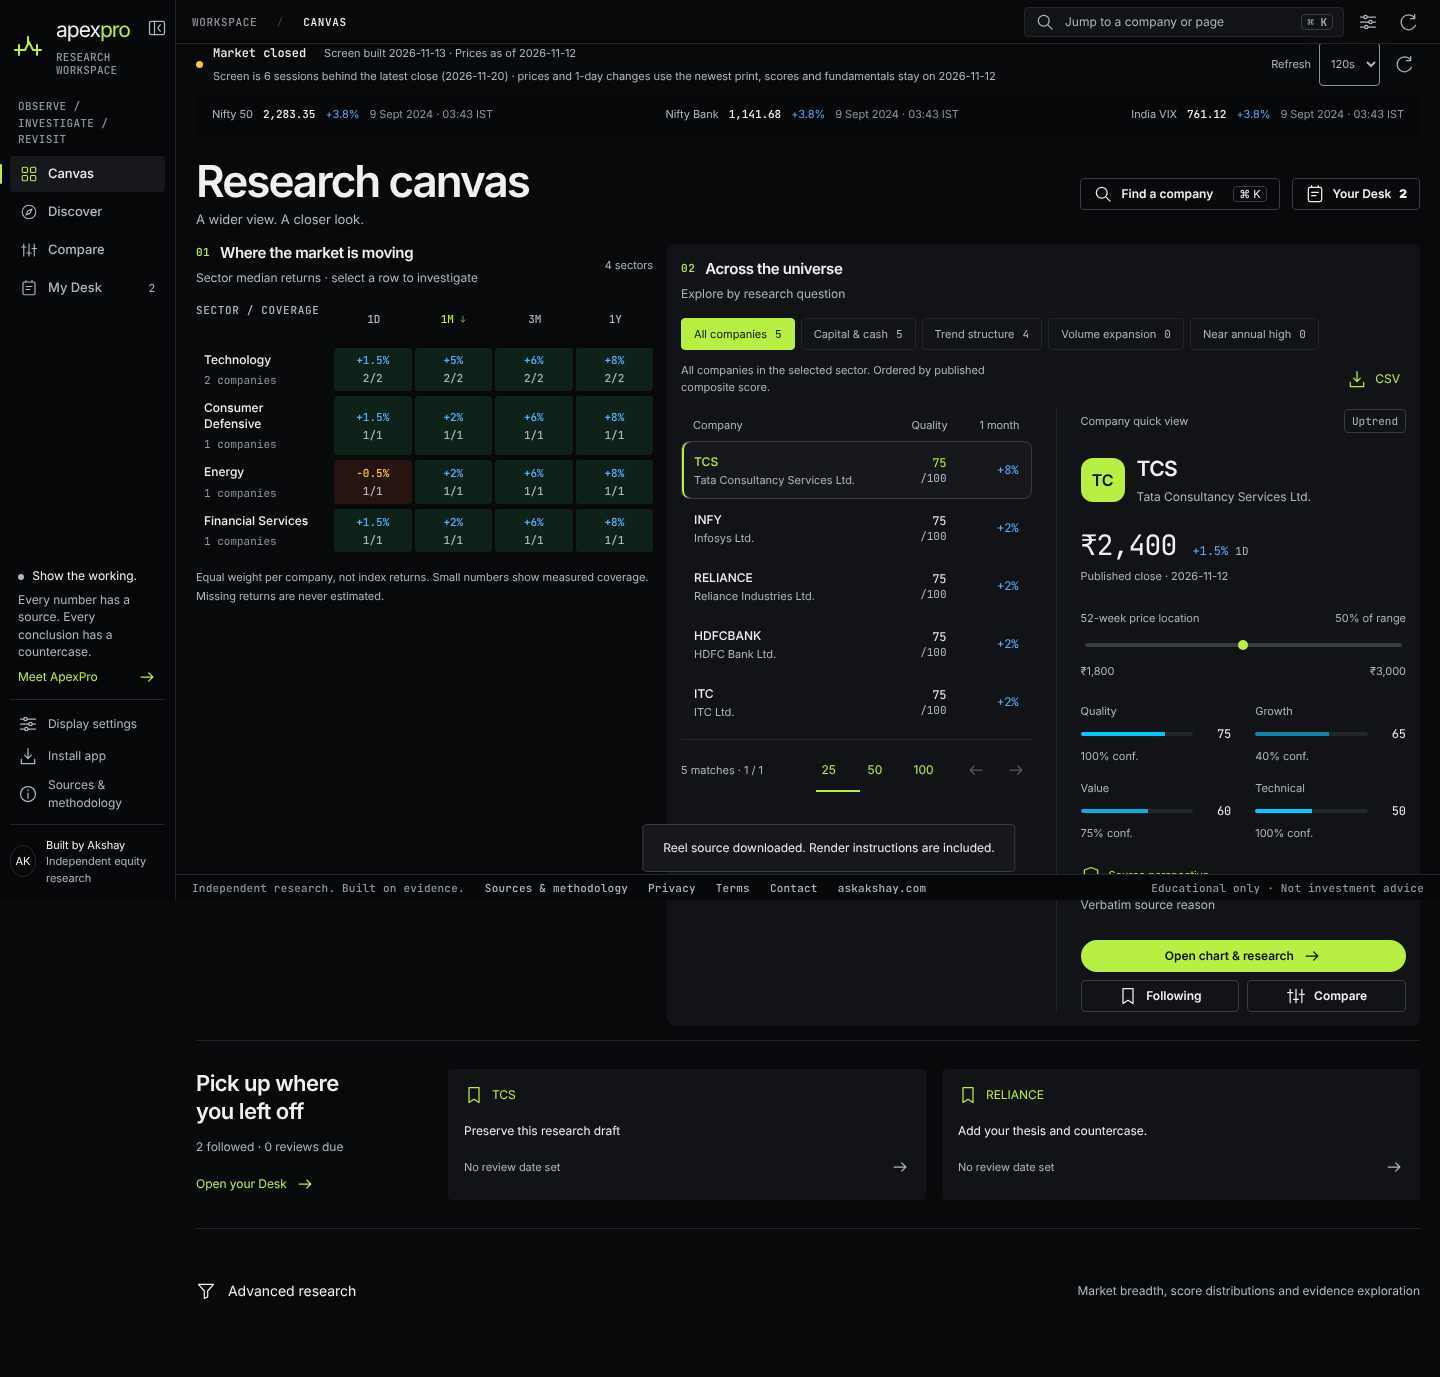 apexpro
RESEARCH
WORKSPACE
OBSERVE /
INVESTIGATE /
REVISIT
Canvas
Discover
Compare
My Desk 2
Show the working.
Every number has a
source. Every
conclusion has a
countercase.
Meet ApexPro
Display settings
Install app
Sources &
methodology
AK
Built by Akshay
Independent equity
research
WORKSPACE / CANVAS
Jump to a company or page ⌘ K
Market closed Screen built 2026-11-13 · Prices as of 2026-11-12
Screen is 6 sessions behind the latest close (2026-11-20) · prices and 1-day changes use the newest print, scores and fundamentals stay on 2026-11-12
Refresh 120s
Nifty 50 2,283.35 +3.8% 9 Sept 2024 · 03:43 IST
Nifty Bank 1,141.68 +3.8% 9 Sept 2024 · 03:43 IST
India VIX 761.12 +3.8% 9 Sept 2024 · 03:43 IST
Research canvas
A wider view. A closer look.
Find a company ⌘ K
Your Desk 2
01 Where the market is moving
Sector median returns · select a row to investigate
4 sectors
SECTOR / COVERAGE 1D 1M ↓ 3M 1Y
Technology +1.5% +5% +6% +8%
2 companies 2/2 2/2 2/2 2/2
Consumer
Defensive +1.5% +2% +6% +8%
1 companies 1/1 1/1 1/1 1/1
Energy -0.5% +2% +6% +8%
1 companies 1/1 1/1 1/1 1/1
Financial Services +1.5% +2% +6% +8%
1 companies 1/1 1/1 1/1 1/1
Equal weight per company, not index returns. Small numbers show measured coverage.
Missing returns are never estimated.
02 Across the universe
Explore by research question
All companies 5
Capital & cash 5
Trend structure 4
Volume expansion 0
Near annual high 0
All companies in the selected sector. Ordered by published
composite score.
CSV
Company Quality 1 month
TCS 75 +8%
Tata Consultancy Services Ltd. /100
INFY 75 +2%
Infosys Ltd. /100
RELIANCE 75 +2%
Reliance Industries Ltd. /100
HDFCBANK 75 +2%
HDFC Bank Ltd. /100
ITC 75 +2%
ITC Ltd. /100
5 matches · 1 / 1 25 50 100
Company quick view Uptrend
TC
TCS
Tata Consultancy Services Ltd.
₹2,400 +1.5% 1D
Published close · 2026-11-12
52-week price location 50% of range
₹1,800 ₹3,000
Quality Growth
75 65
100% conf. 40% conf.
Value Technical
60 50
75% conf. 100% conf.
Source perspective
Verbatim source reason
Open chart & research
Following
Compare
Reel source downloaded. Render instructions are included.
Independent research. Built on evidence. Sources & methodology Privacy Terms Contact askakshay.com
Educational only · Not investment advice
Pick up where
you left off
2 followed · 0 reviews due
Open your Desk
TCS
Preserve this research draft
No review date set
RELIANCE
Add your thesis and countercase.
No review date set
Advanced research
Market breadth, score distributions and evidence exploration